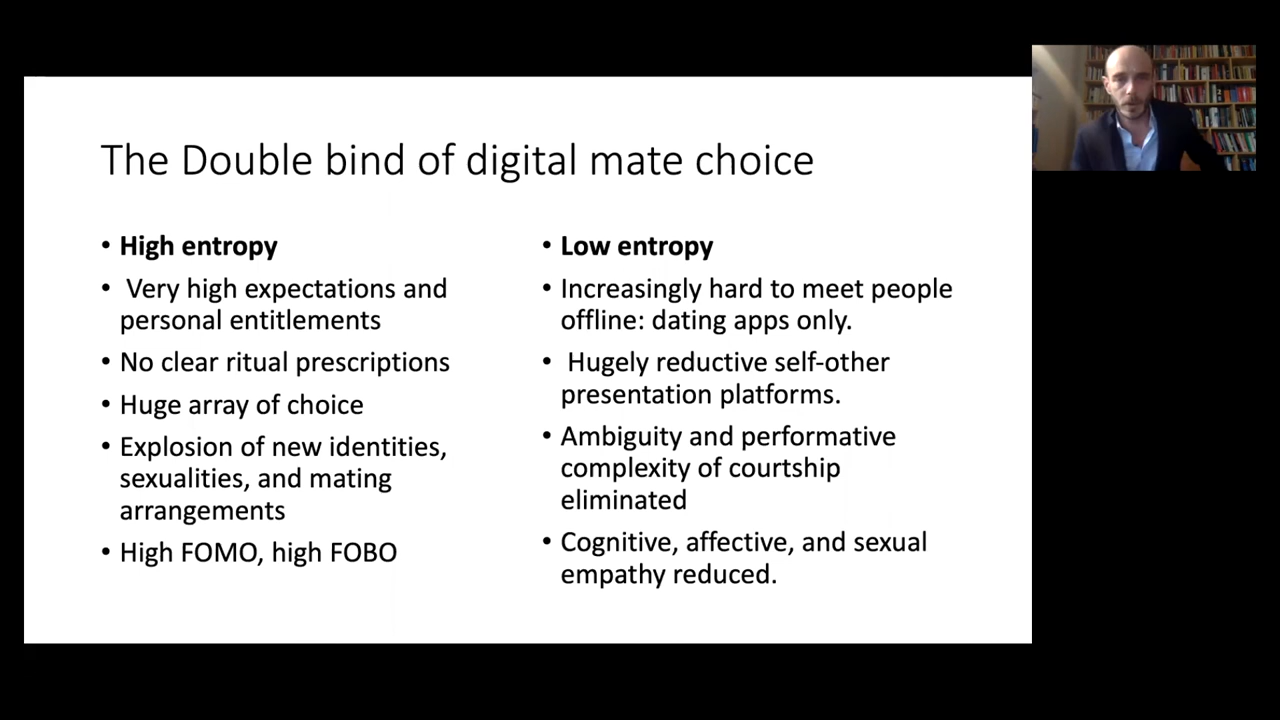 The Double bind of digital mate choice
• High entropy
• Very high expectations and
personal entitlements
• No clear ritual prescriptions
• Huge array of choice
• Explosion of new identities,
sexualities, and mating
arrangements
• High FOMO, high FOBO
• Low entropy
• Increasingly hard to meet people
offline: dating apps only.
• Hugely reductive self-other
presentation platforms.
• Ambiguity and performative
complexity of courtship
eliminated
• Cognitive, affective, and sexual
empathy reduced.